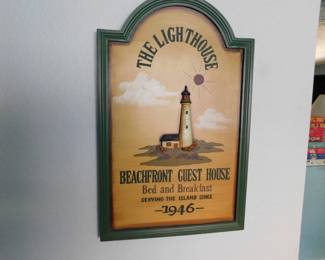 THE LIGHTHOUSE
BEACHFRONT GUEST HOUSE
Bed and Breakfast
SERVING THE ISLAND SINCE
-1946-